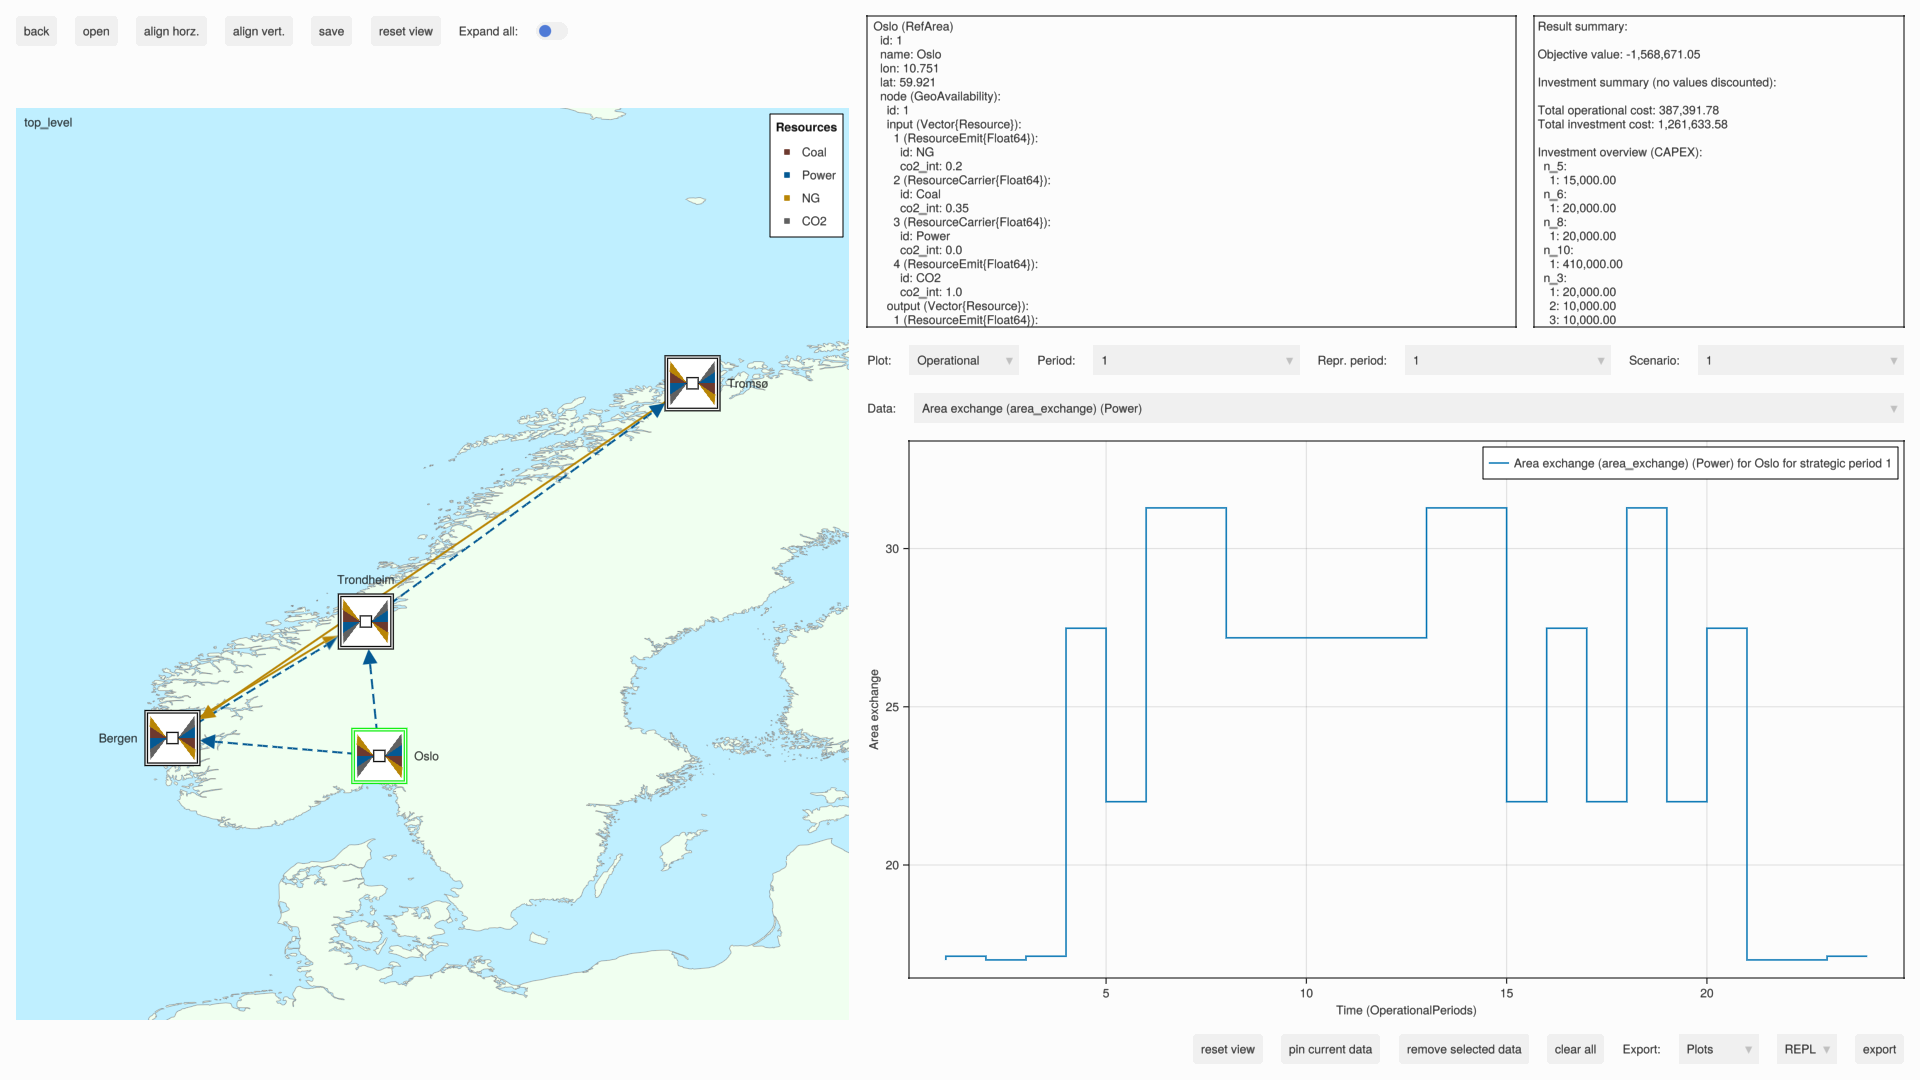 back
open
align horz.
align vert.
save
reset view
Expand all:
top_level
Resources
Coal
Power
NG
CO2
Tromsø
Trondheim
Bergen
Oslo
Oslo (RefArea)
id: 1
name: Oslo
lon: 10.751
lat: 59.921
node (GeoAvailability):
id: 1
input (Vector{Resource}):
1 (ResourceEmit{Float64}):
id: NG
co2_int: 0.2
2 (ResourceCarrier{Float64}):
id: Coal
co2_int: 0.35
3 (ResourceCarrier{Float64}):
id: Power
co2_int: 0.0
4 (ResourceEmit{Float64}):
id: CO2
co2_int: 1.0
output (Vector{Resource}):
1 (ResourceEmit{Float64}):
Result summary:
Objective value: -1,568,671.05
Investment summary (no values discounted):
Total operational cost: 387,391.78
Total investment cost: 1,261,633.58
Investment overview (CAPEX):
n_5:
1: 15,000.00
n_6:
1: 20,000.00
n_8:
1: 20,000.00
n_10:
1: 410,000.00
n_3:
1: 20,000.00
2: 10,000.00
3: 10,000.00
Plot:
Operational
Period:
1
Repr. period:
1
Scenario:
1
Data:
Area exchange (area_exchange) (Power)
Area exchange (area_exchange) (Power) for Oslo for strategic period 1
30
25
20
Area exchange
5
10
15
20
Time (OperationalPeriods)
reset view
pin current data
remove selected data
clear all
Export:
Plots
REPL
export